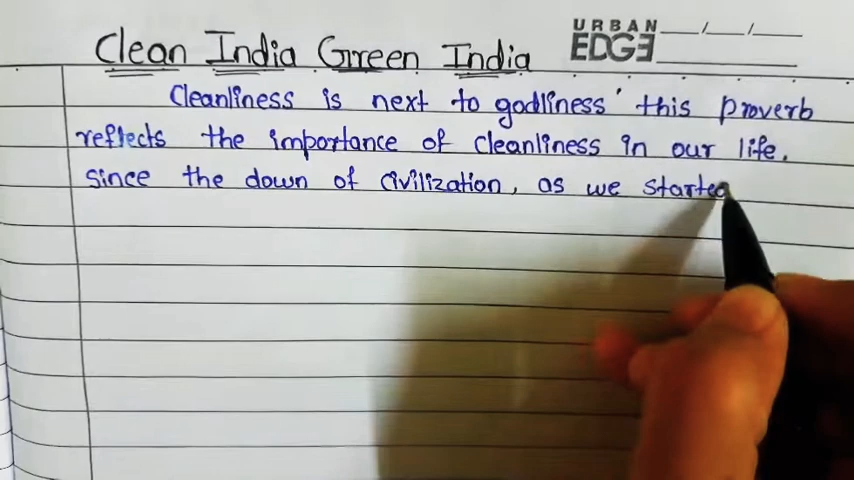 URBAN
EDGE
Clean India Green India
Cleanliness is next to godliness' this proverb
reflects the importance of cleanliness in our life.
since the down of civilization, as we started